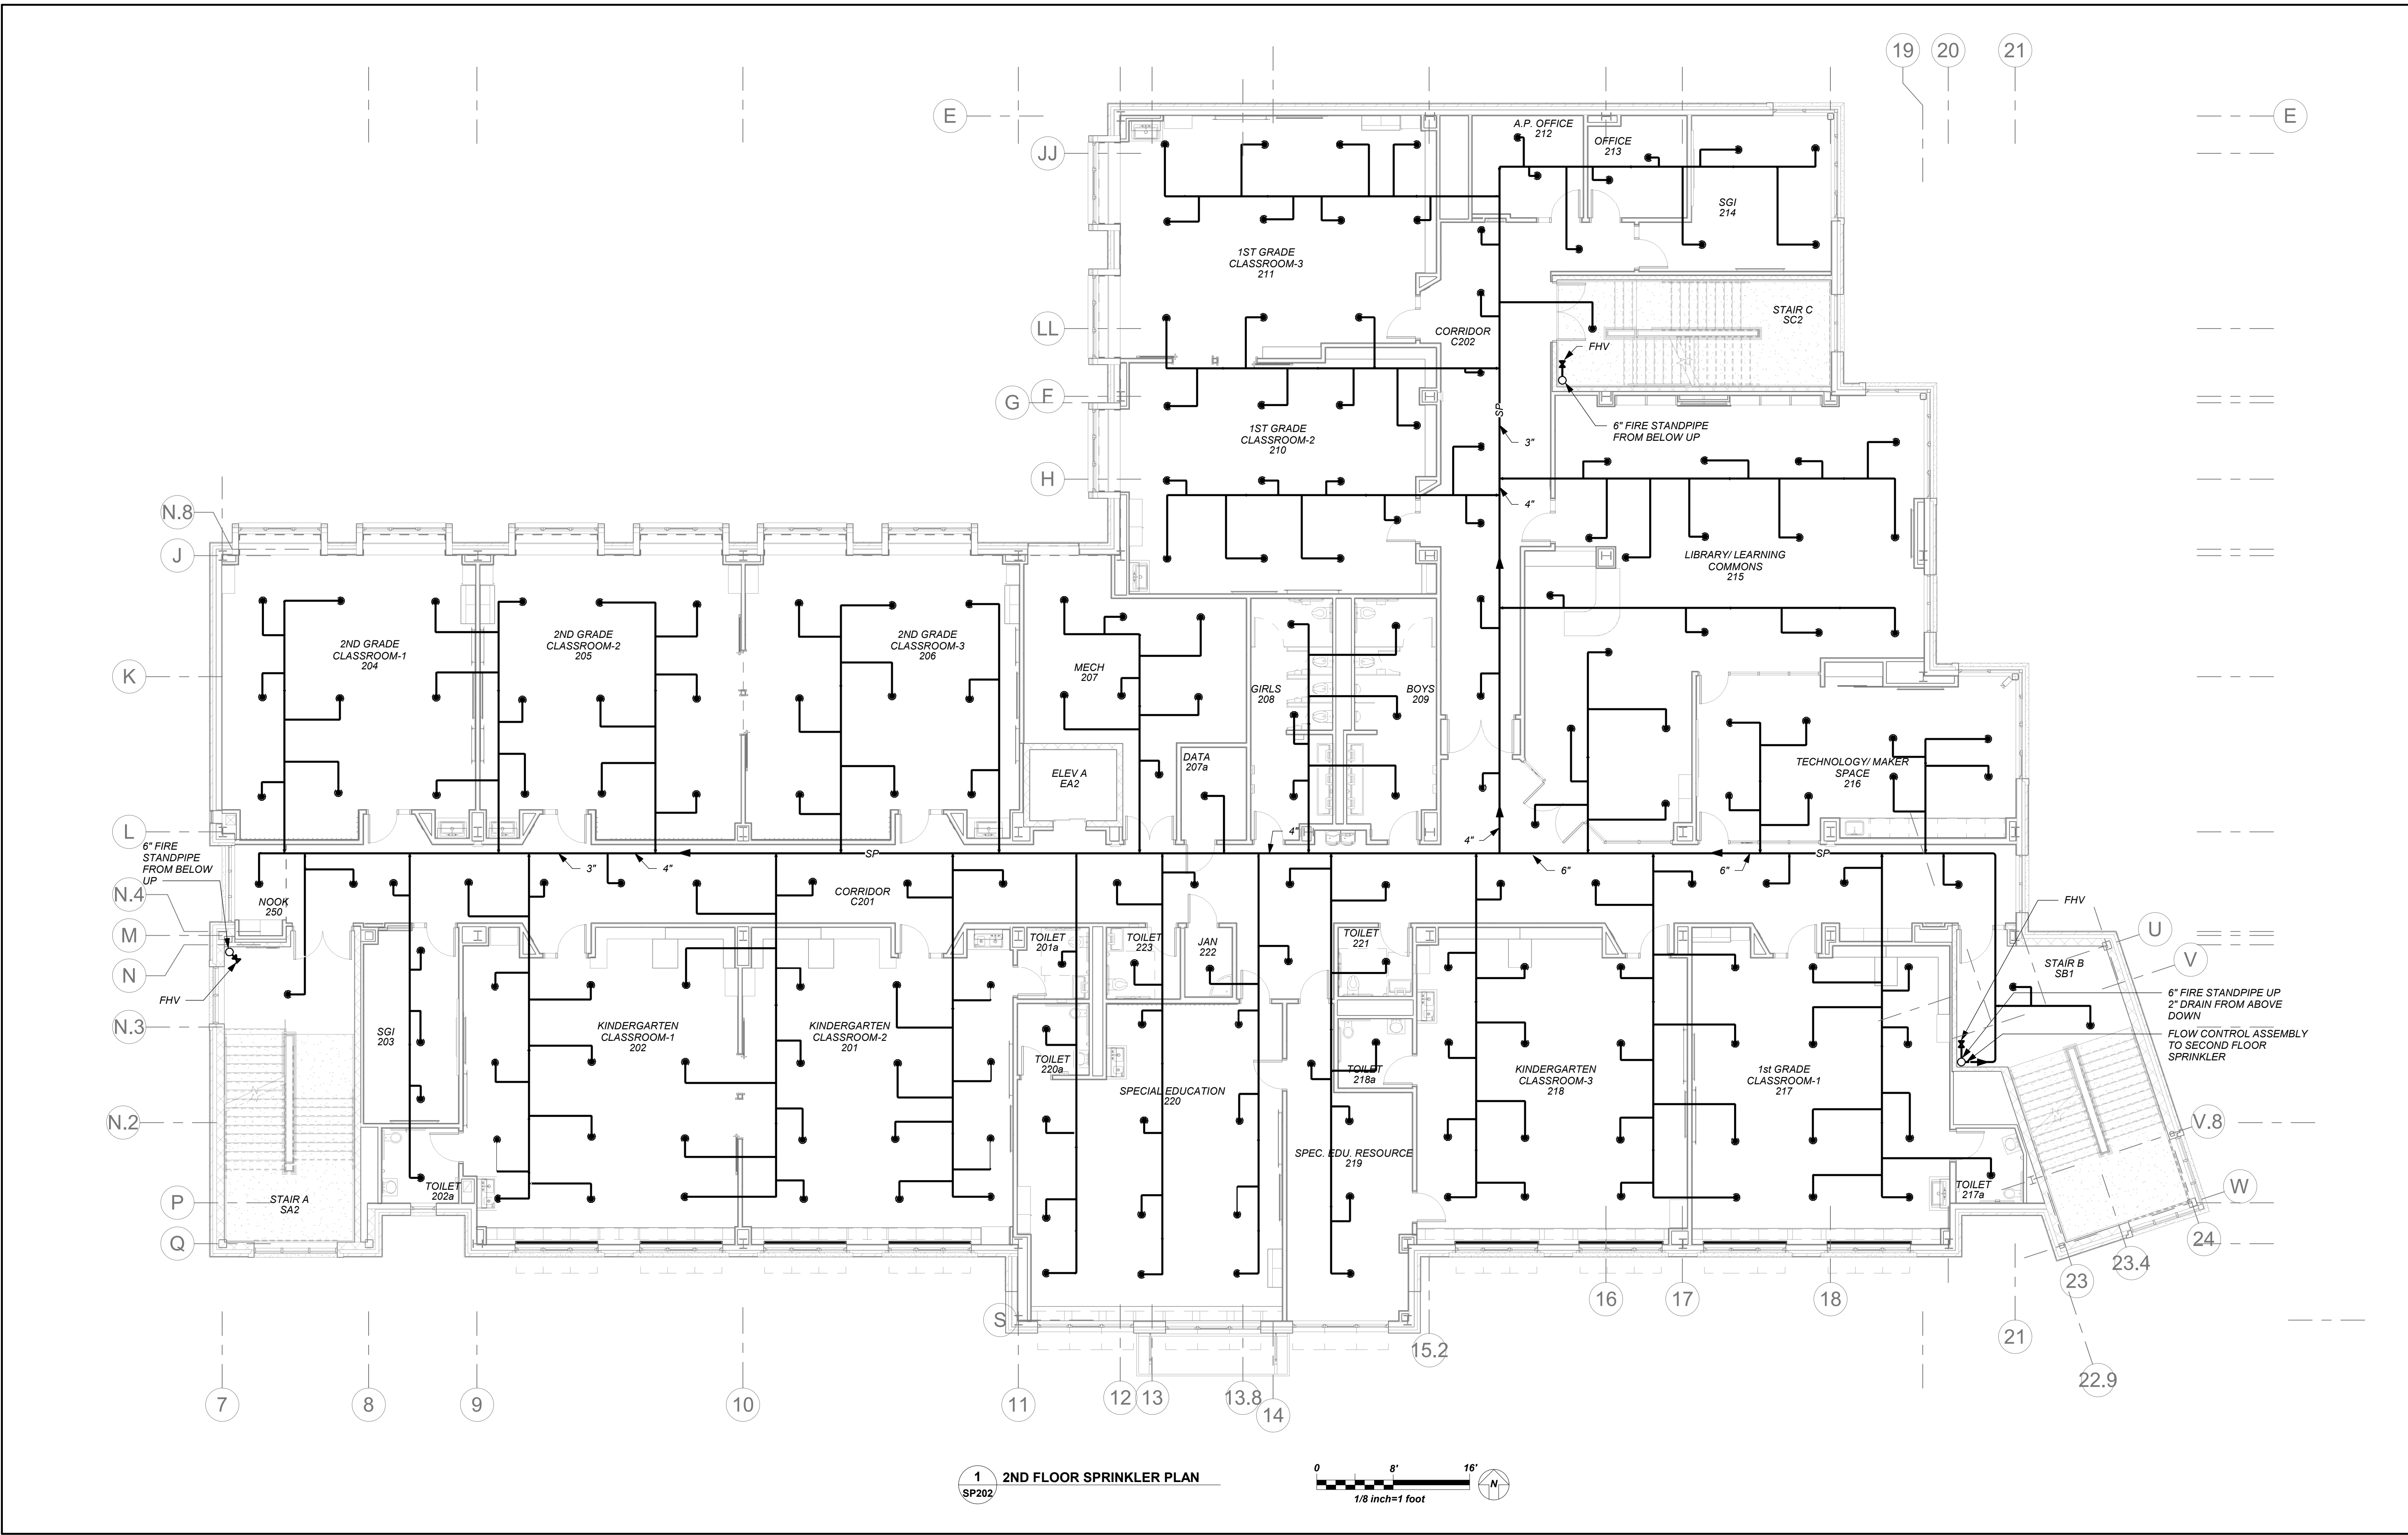 19
20
21
E
E
JJ
LL
G
F
H
N.8
J
K
L
N.4
M
N
N.3
N.2
P
Q
S
A.P. OFFICE
212
OFFICE
213
SGI
214
1ST GRADE
CLASSROOM-3
211
STAIR C
SC2
CORRIDOR
C202
FHV
SP
6" FIRE STANDPIPE
FROM BELOW UP
1ST GRADE
CLASSROOM-2
210
3"
4"
LIBRARY/ LEARNING
COMMONS
215
2ND GRADE
CLASSROOM-1
204
2ND GRADE
CLASSROOM-2
205
2ND GRADE
CLASSROOM-3
206
MECH
207
GIRLS
208
BOYS
209
ELEV A
EA2
DATA
207a
TECHNOLOGY/ MAKER
SPACE
216
6" FIRE
STANDPIPE
FROM BELOW
UP
3"
4"
SP
4"
4"
6"
6"
SP
NOOK
250
CORRIDOR
C201
FHV
TOILET
201a
TOILET
223
JAN
222
TOILET
221
FHV
U
V
STAIR B
SB1
6" FIRE STANDPIPE UP
2" DRAIN FROM ABOVE
DOWN
FLOW CONTROL ASSEMBLY
TO SECOND FLOOR
SPRINKLER
SGI
203
KINDERGARTEN
CLASSROOM-1
202
KINDERGARTEN
CLASSROOM-2
201
TOILET
220a
TOILET
218a
SPECIAL EDUCATION
220
KINDERGARTEN
CLASSROOM-3
218
1st GRADE
CLASSROOM-1
217
V.8
SPEC. EDU. RESOURCE
219
STAIR A
SA2
TOILET
202a
TOILET
217a
W
24
23.4
23
16
17
18
21
15.2
22.9
7
8
9
10
11
12
13
13.8
14
1
SP202
2ND FLOOR SPRINKLER PLAN
0
8'
16'
1/8 inch=1 foot
N